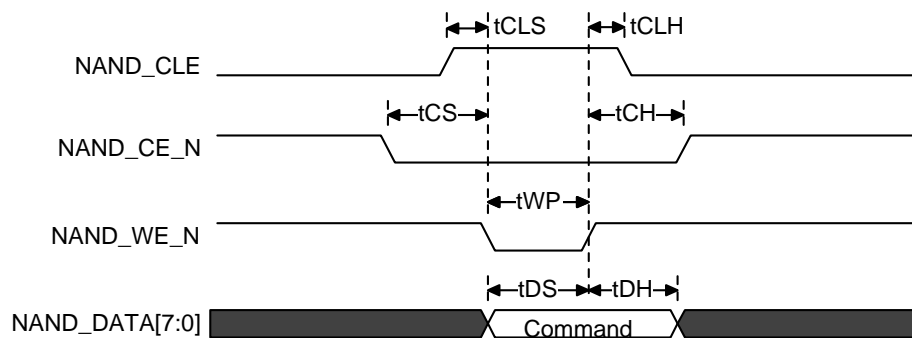 tCLS
tCLH
NAND_CLE
tCS
tCH
NAND_CE_N
tWP
NAND_WE_N
tDS
tDH
NAND_DATA[7:0]
Command